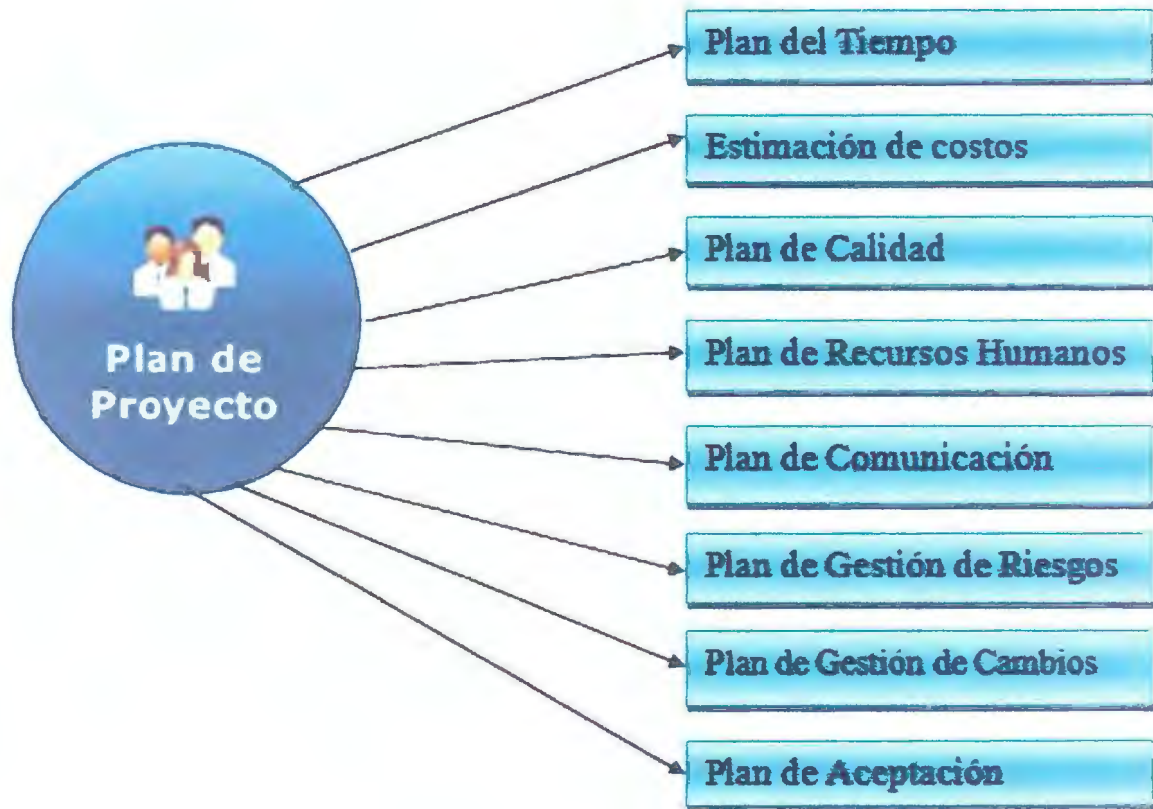 Plan de
Proyecto
Plan del Tiempo
Estimación de costos
Plan de Calidad
Plan de Recursos Humanos
Plan de Comunicación
Plan de Gestión de Riesgos
Plan de Gestión de Cambios
Plan de Aceptación